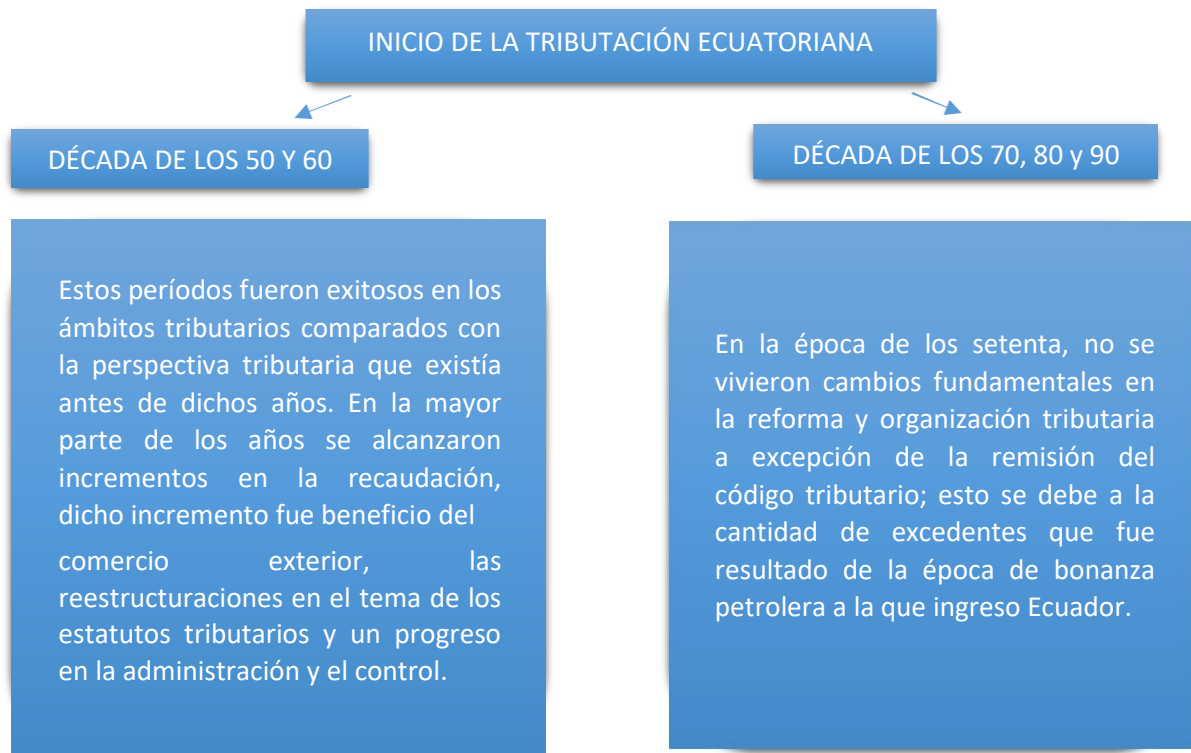 INICIO DE LA TRIBUTACIÓN ECUATORIANA
DÉCADA DE LOS 50 Y 60
Estos períodos fueron exitosos en los
ámbitos tributarios comparados con
la perspectiva tributaria que existía
antes de dichos años. En la mayor
parte de los años se alcanzaron
incrementos en la recaudación,
dicho incremento fue beneficio del
comercio exterior, las
reestructuraciones en el tema de los
estatutos tributarios y un progreso
en la administración y el control.
DÉCADA DE LOS 70, 80 y 90
En la época de los setenta, no se
vivieron cambios fundamentales en
la reforma y organización tributaria
a excepción de la remisión del
código tributario; esto se debe a la
cantidad de excedentes que fue
resultado de la época de bonanza
petrolera a la que ingreso Ecuador.